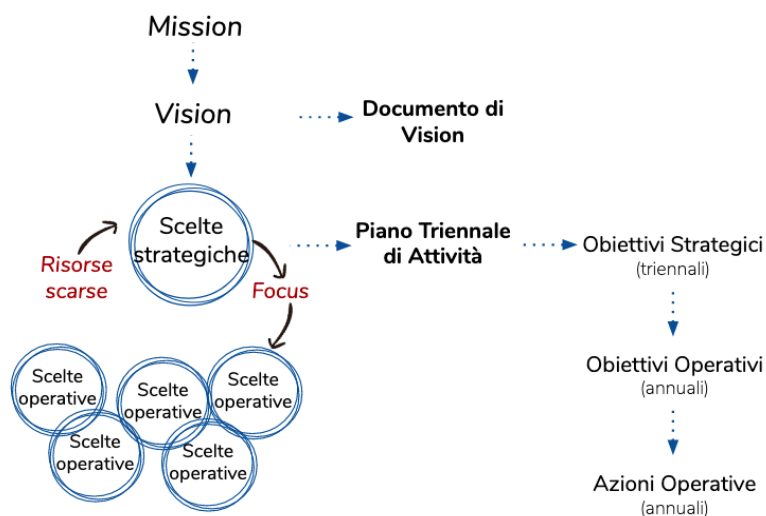 Mission
Vision
Documento di
Vision
Scelte
strategiche
Risorse
scarse
Focus
Piano Triennale
di Attività
Obiettivi Strategici
(triennali)
Obiettivi Operativi
(annuali)
Azioni Operative
(annuali)
Scelte
operative
Scelte
operative
Scelte
operative
Scelte
operative
Scelte
operative